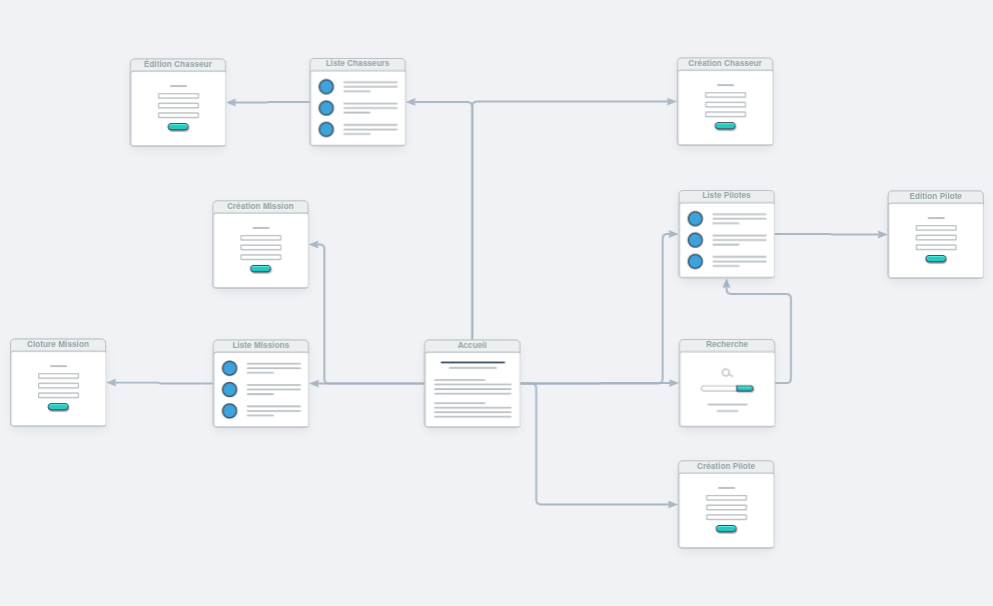 Edition Chasseur
Liste Chasseurs
Création Chasseur
Création Mission
Liste Pilotes
Edition Pilote
Cloture Mission
Liste Missions
Accueil
Recherche
Création Pilote